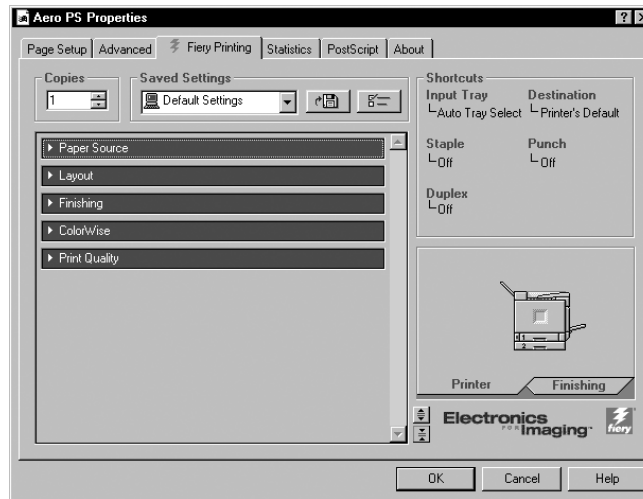 Aero PS Properties
Page Setup Advanced Fiery Printing Statistics PostScript About
Copies
1
Saved Settings
Default Settings
Paper Source
Layout
Finishing
ColorWise
Print Quality
Shortcuts
Input Tray
Auto Tray Select
Destination
Printer's Default
Staple
Off
Punch
Off
Duplex
Off
1
2
Printer
Finishing
Electronics
FOR Imaging
fiery
OK Cancel Help